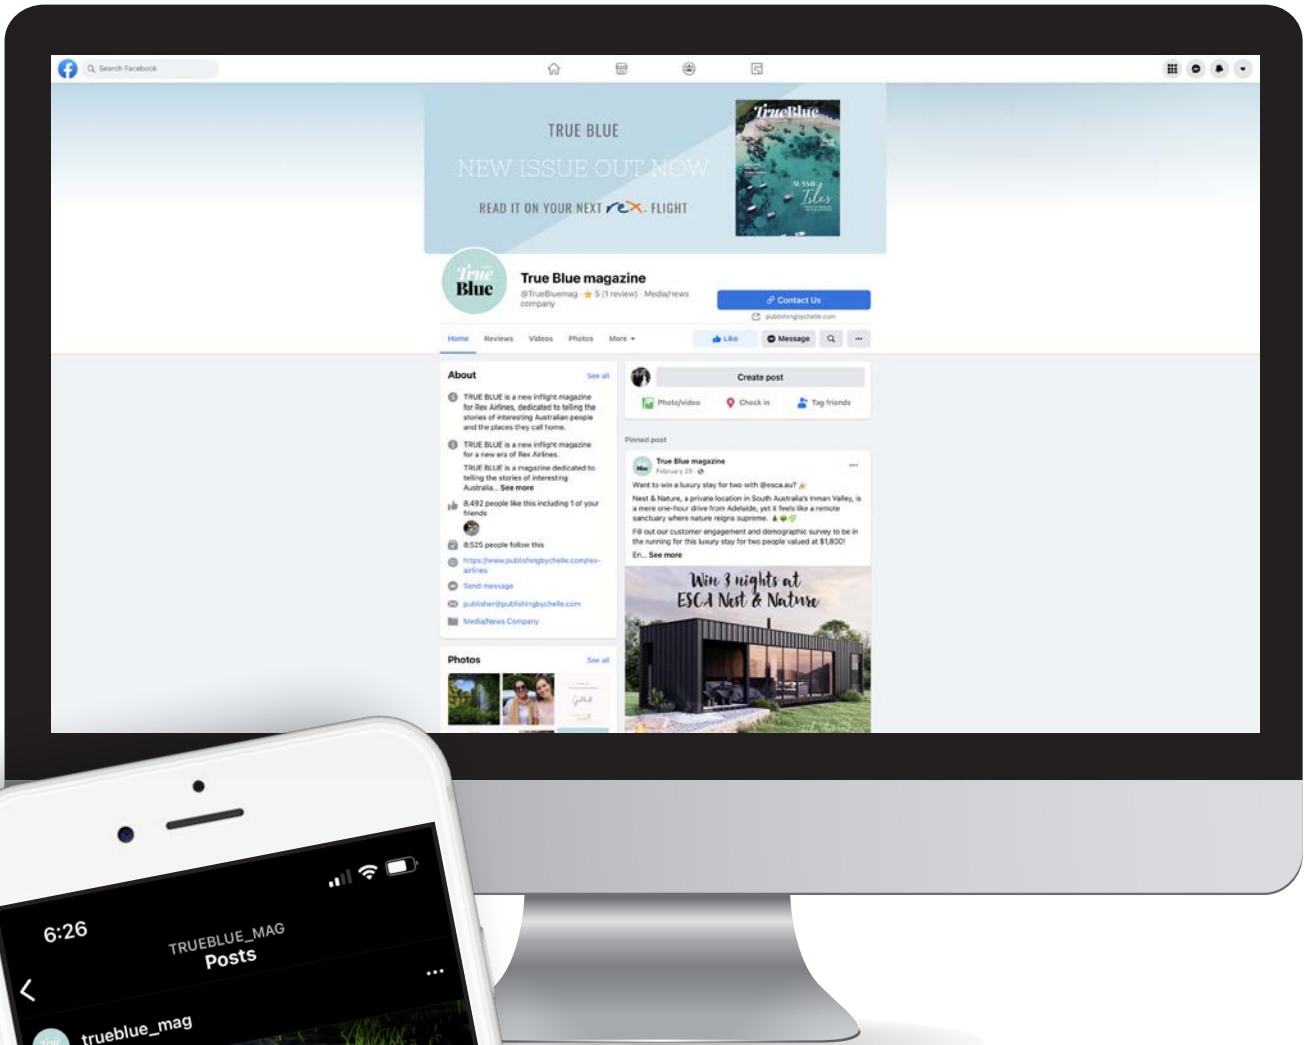 Search Facebook
TrueBlue
TRUE BLUE
NEW ISSUE OUT NOW
AUSSIE
Isles
READ IT ON YOUR NEXT rex. FLIGHT
True
Blue
True Blue magazine
@TrueBluemag · 5 (1 review) · Media/news
company
Contact Us
publishingbychelle.com
Home Reviews Videos Photos More
Like Message
About See all
TRUE BLUE is a new inflight magazine
for Rex Airlines, dedicated to telling the
stories of interesting Australian people
and the places they call home.
TRUE BLUE is a new inflight magazine
for a new era of Rex Airlines.
TRUE BLUE is a magazine dedicated to
telling the stories of interesting
Australia... See more
8,492 people like this including 1 of your
friends
8,525 people follow this
https://www.publishingbychelle.com/rex-
airlines
Send message
publisher@publishingbychelle.com
Media/News Company
Photos See all
Create post
Photo/video Check in Tag friends
Pinned post
True Blue magazine
February 25 ·
Want to win a luxury stay for two with @esca.au?
Nest & Nature, a private location in South Australia's Inman Valley, is
a mere one-hour drive from Adelaide, yet it feels like a remote
sanctuary where nature reigns supreme.
Fill out our customer engagement and demographic survey to be in
the running for this luxury stay for two people valued at $1,800!
En... See more
Win 3 nights at
ESCA Nest & Nature
6:26
TRUEBLUE_MAG
Posts
trueblue_mag